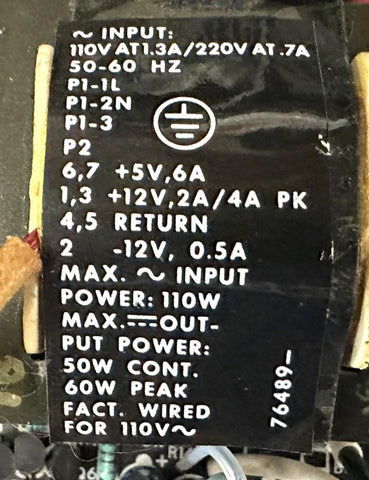 ~ INPUT:
110V AT 1.3A/220V AT .7A
50-60 HZ
P1-1L
P1-2N
P1-3
P2
6,7 +5V,6A
1,3 +12V,2A/4A PK
4,5 RETURN
2 -12V, 0.5A
MAX. ~ INPUT
POWER: 110W
MAX.⎓OUT-
PUT POWER:
50W CONT.
60W PEAK
FACT. WIRED
FOR 110V~
76489-